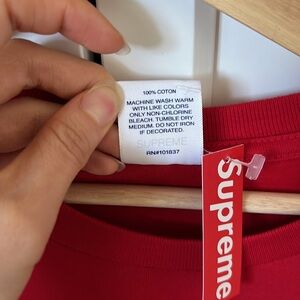 100% COTON
MACHINE WASH WARM
WITH LIKE COLORS
ONLY NON-CHLORINE
BLEACH. TUMBLE DRY
MEDIUM. DO NOT IRON
IF DECORATED.
SUPREME
RN#101837
Supreme